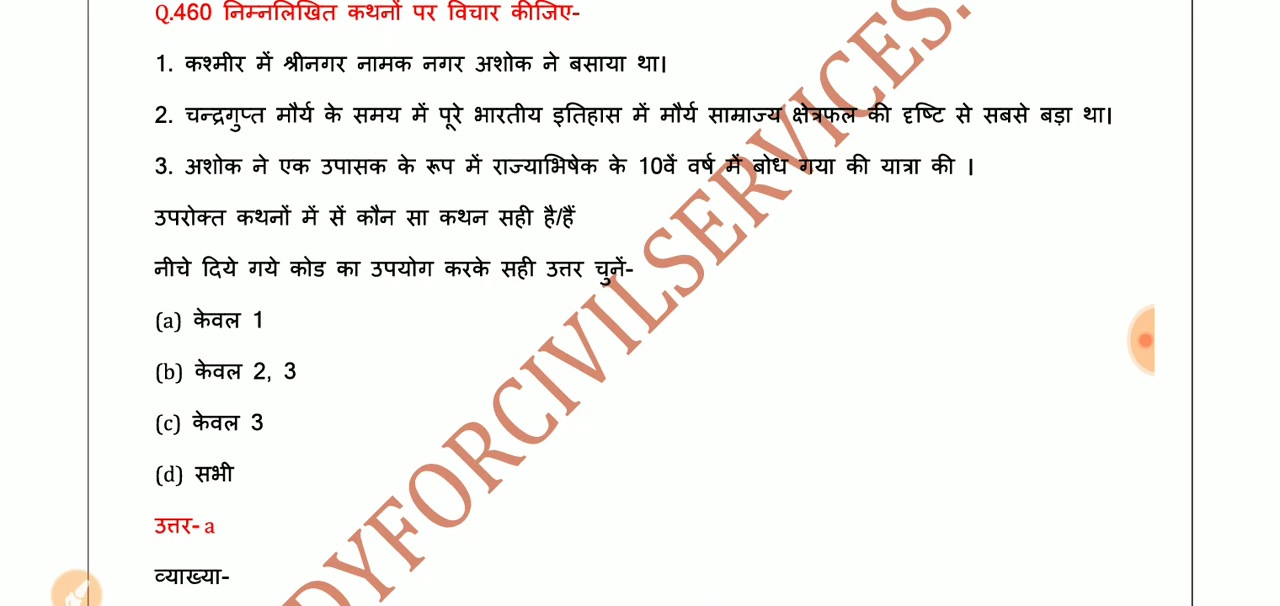 Q.460 निम्नलिखित कथनों पर विचार कीजिए-
1. कश्मीर में श्रीनगर नामक नगर अशोक ने बसाया था।
2. चन्द्रगुप्त मौर्य के समय में पूरे भारतीय इतिहास में मौर्य साम्राज्य क्षेत्रफल की दृष्टि से सबसे बड़ा था।
3. अशोक ने एक उपासक के रूप में राज्याभिषेक के 10वें वर्ष में बोध गया की यात्रा की ।
उपरोक्त कथनों में सें कौन सा कथन सही है/हैं
नीचे दिये गये कोड का उपयोग करके सही उत्तर चुनें-
(a) केवल 1
(b) केवल 2, 3
(c) केवल 3
(d) सभी
उत्तर- a
व्याख्या-
DYFORCIVILSERVICES.